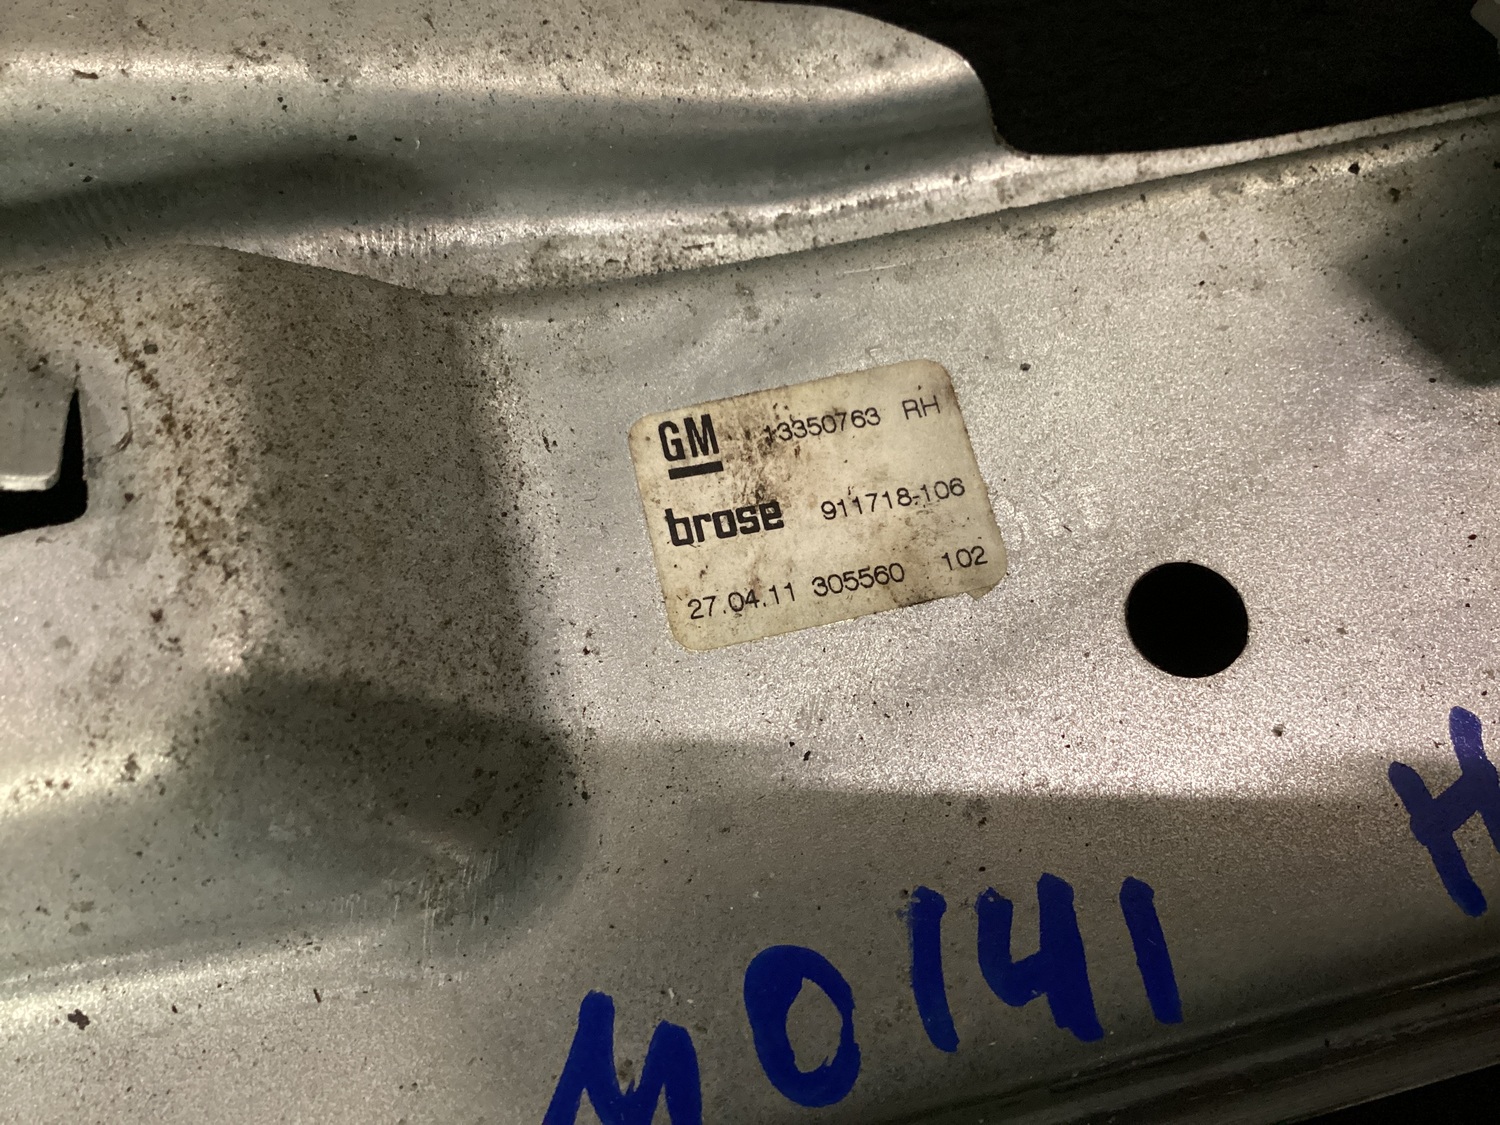 GM 13350763 RH
brose 911718-106
27.04.11 305560 102
H
M0141